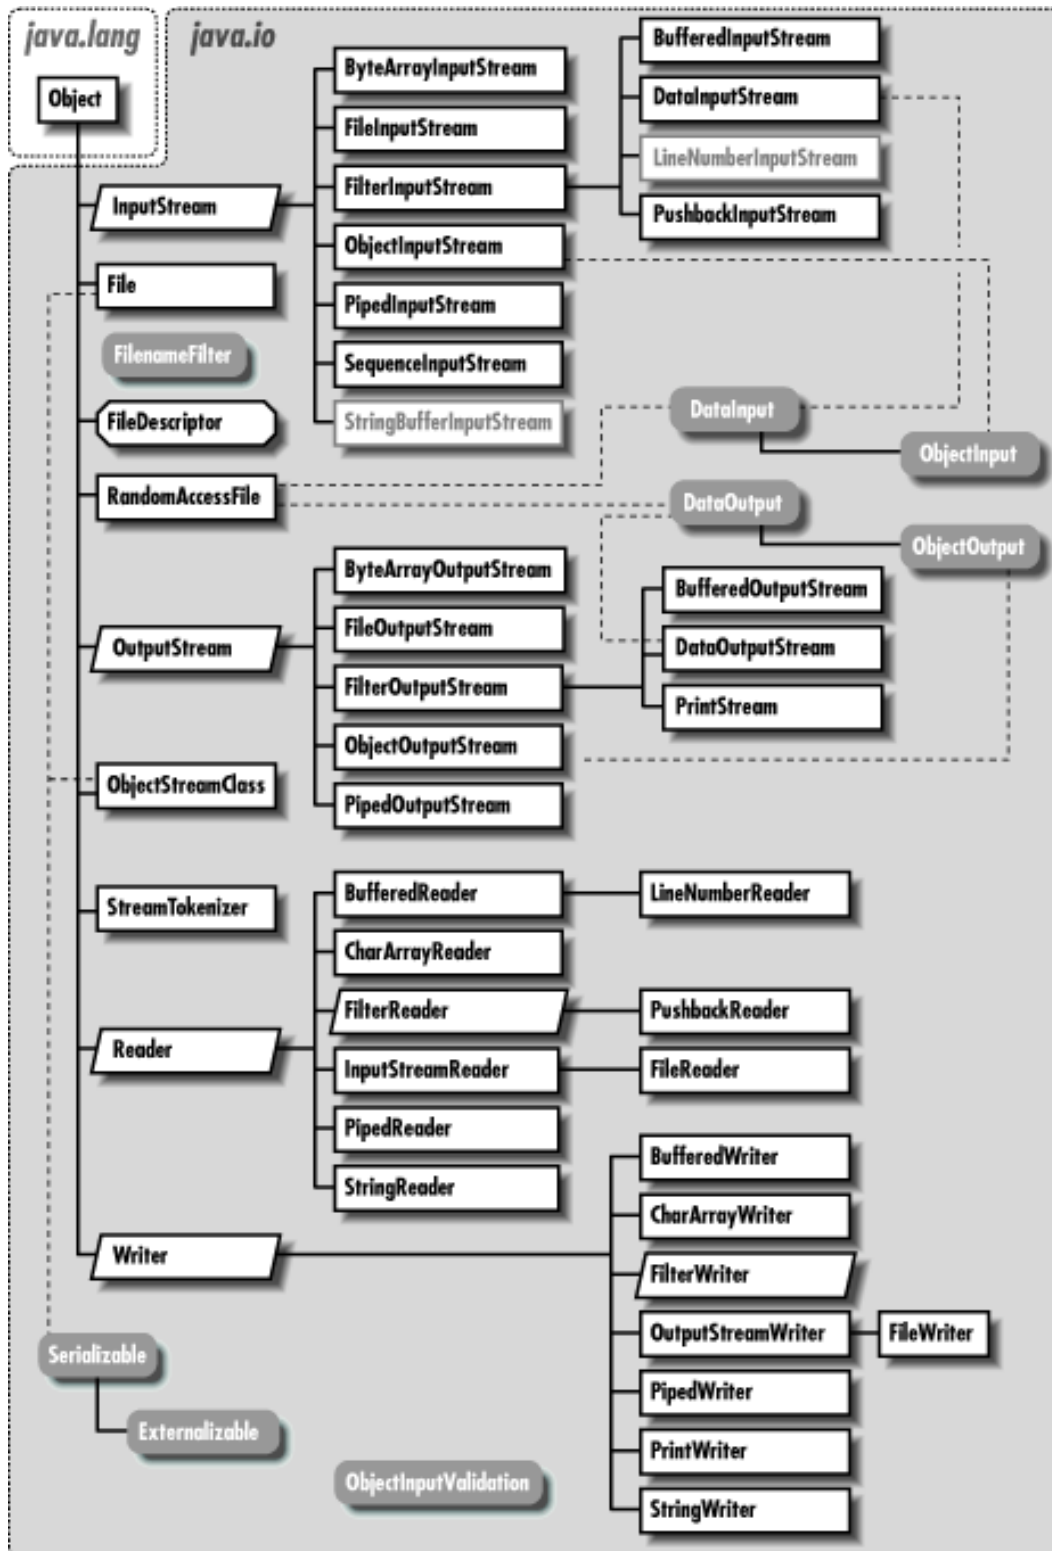 java.lang
java.io
Object
InputStream
File
FilenameFilter
FileDescriptor
RandomAccessFile
OutputStream
ObjectStreamClass
StreamTokenizer
Reader
Writer
Serializable
Externalizable
ByteArrayInputStream
FileInputStream
FilterInputStream
ObjectInputStream
PipedInputStream
SequenceInputStream
StringBufferInputStream
BufferedInputStream
DataInputStream
LineNumberInputStream
PushbackInputStream
DataInput
ObjectInput
DataOutput
ObjectOutput
ByteArrayOutputStream
FileOutputStream
FilterOutputStream
ObjectOutputStream
PipedOutputStream
BufferedOutputStream
DataOutputStream
PrintStream
BufferedReader
CharArrayReader
FilterReader
InputStreamReader
PipedReader
StringReader
LineNumberReader
PushbackReader
FileReader
BufferedWriter
CharArrayWriter
FilterWriter
OutputStreamWriter
FileWriter
PipedWriter
PrintWriter
StringWriter
ObjectInputValidation